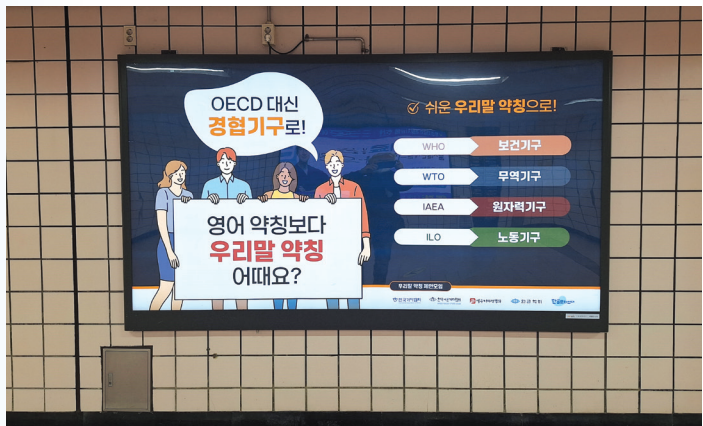 OECD 대신
경협기구로!
영어 약칭보다
우리말 약칭
어때요?
쉬운 우리말 약칭으로!
WHO 보건기구
WTO 무역기구
IAEA 원자력기구
ILO 노동기구
우리말 약칭 제안모임